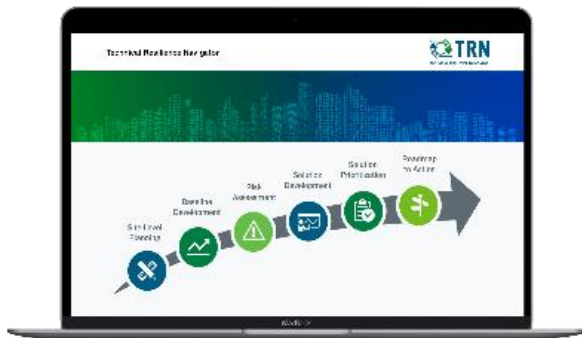 Technical Resilience Navigator
TRN
Site-Level
Planning
Baseline
Development
Risk
Assessment
Solution
Development
Solution
Prioritization
Roadmap
to Action